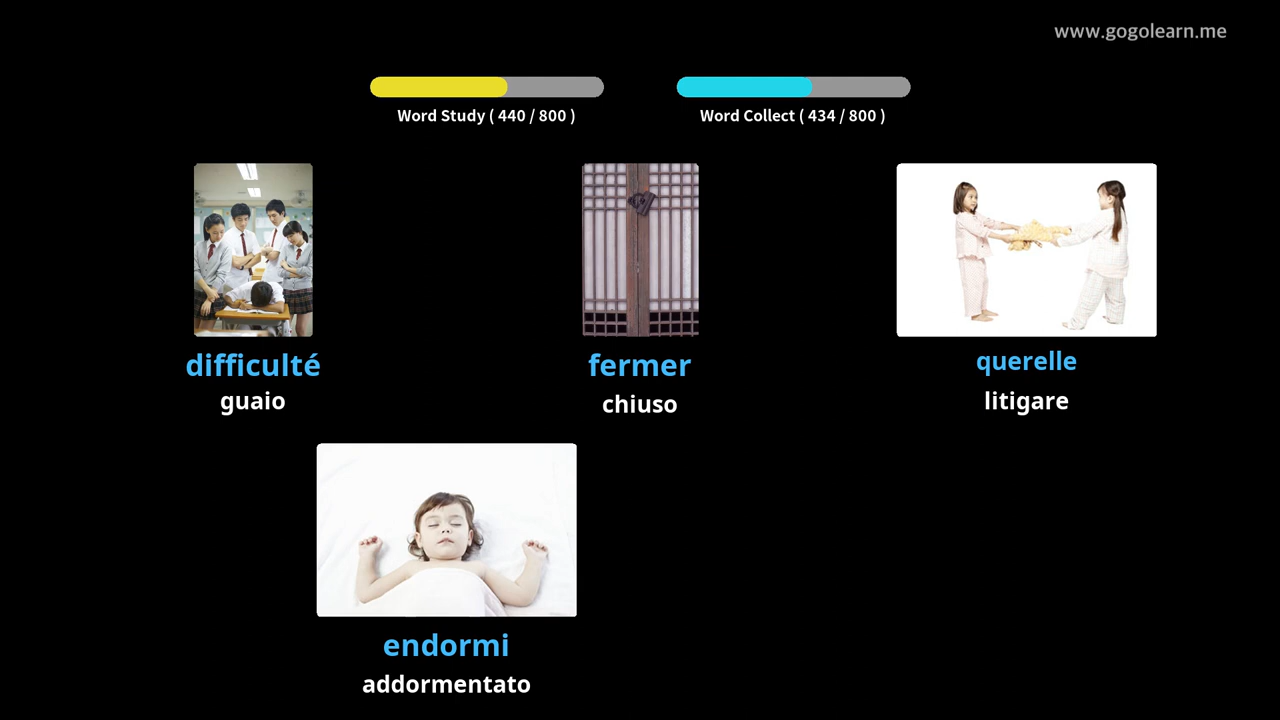 www.gogolearn.me
Word Study ( 440 / 800 )
Word Collect ( 434 / 800 )
difficulté
guaio
fermer
chiuso
querelle
litigare
endormi
addormentato